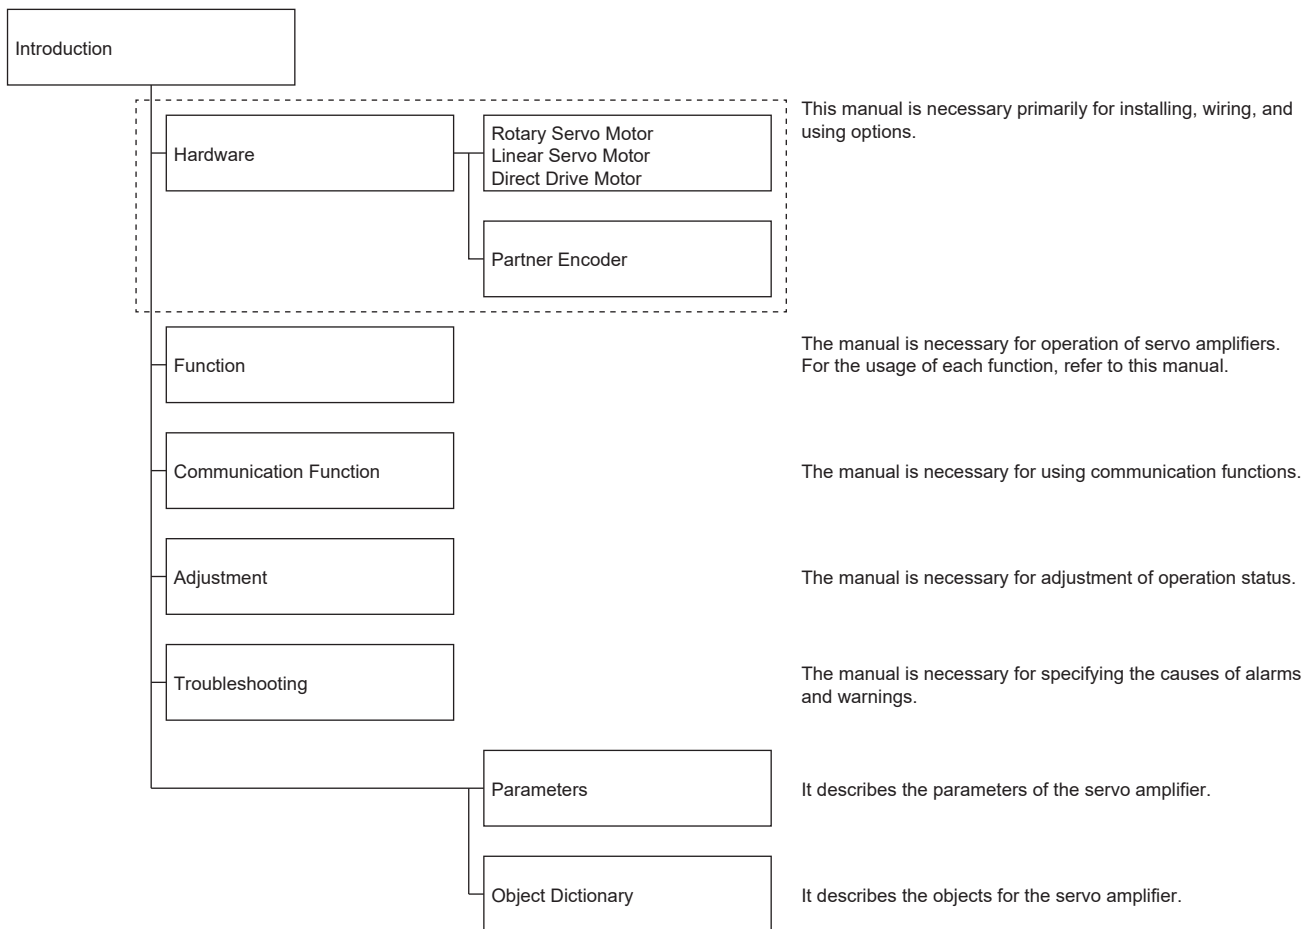 Introduction
This manual is necessary primarily for installing, wiring, and
using options.
Hardware
Rotary Servo Motor
Linear Servo Motor
Direct Drive Motor
Partner Encoder
Function
The manual is necessary for operation of servo amplifiers.
For the usage of each function, refer to this manual.
Communication Function
The manual is necessary for using communication functions.
Adjustment
The manual is necessary for adjustment of operation status.
Troubleshooting
The manual is necessary for specifying the causes of alarms
and warnings.
Parameters
It describes the parameters of the servo amplifier.
Object Dictionary
It describes the objects for the servo amplifier.